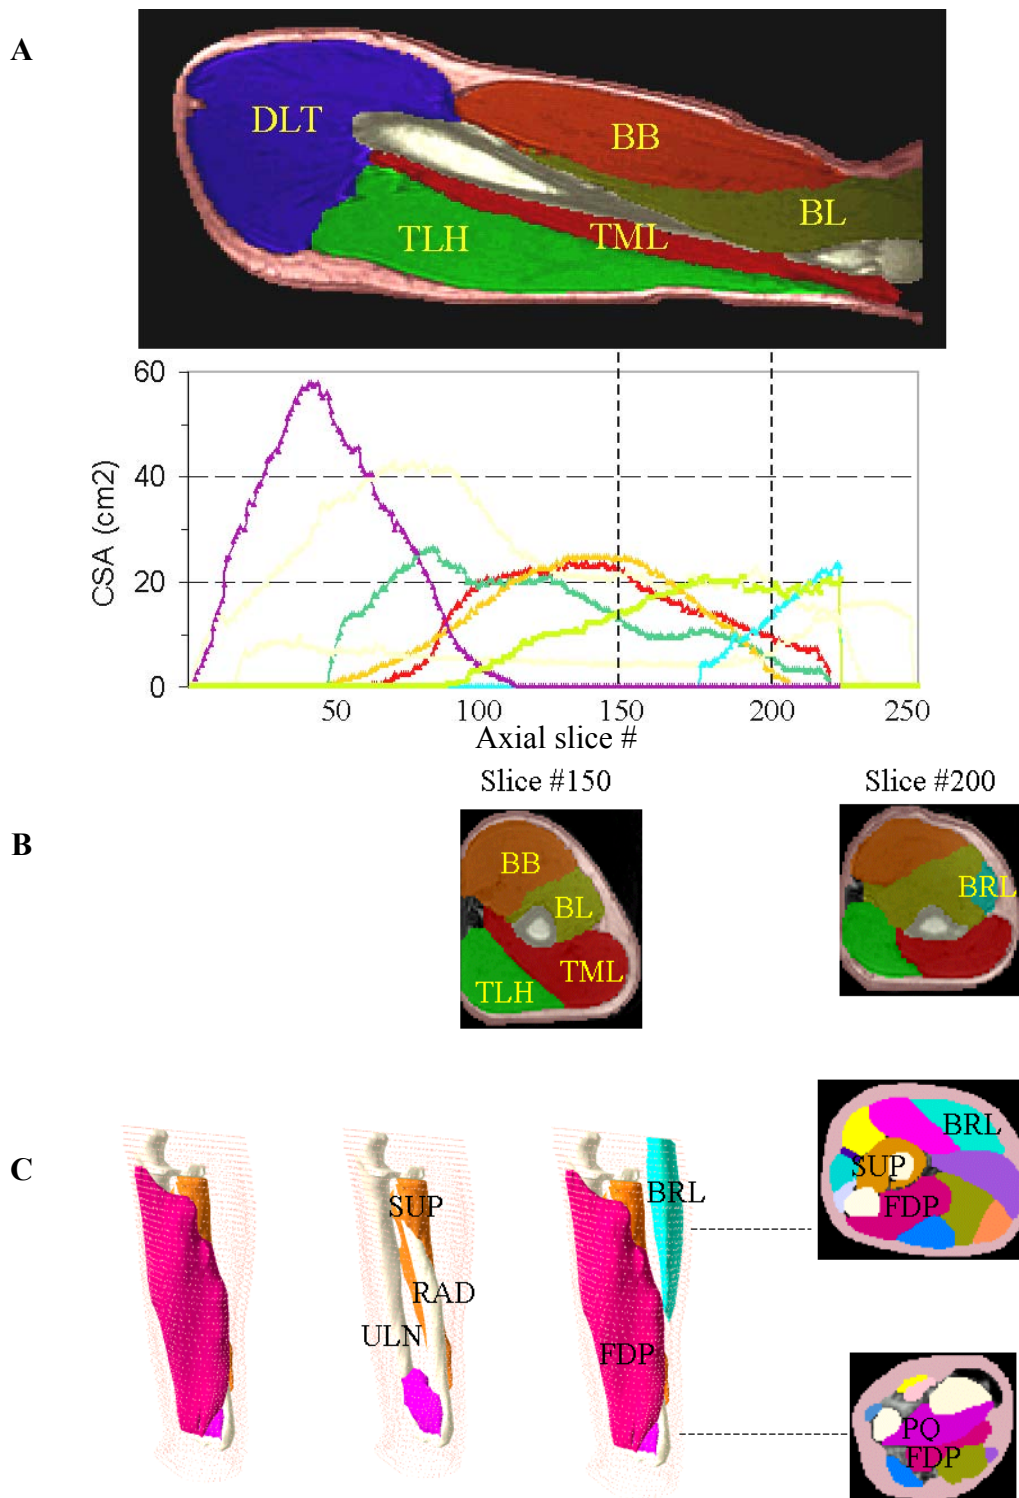 A
DLT
BB
BL
TLH
TML
60
40
20
0
CSA (cm2)
50
100
150
200
250
Axial slice #
Slice #150
Slice #200
B
BB
BL
TML
TLH
BRL
C
SUP
RAD
ULN
BRL
FDP
BRL
SUP
FDP
PQ
FDP